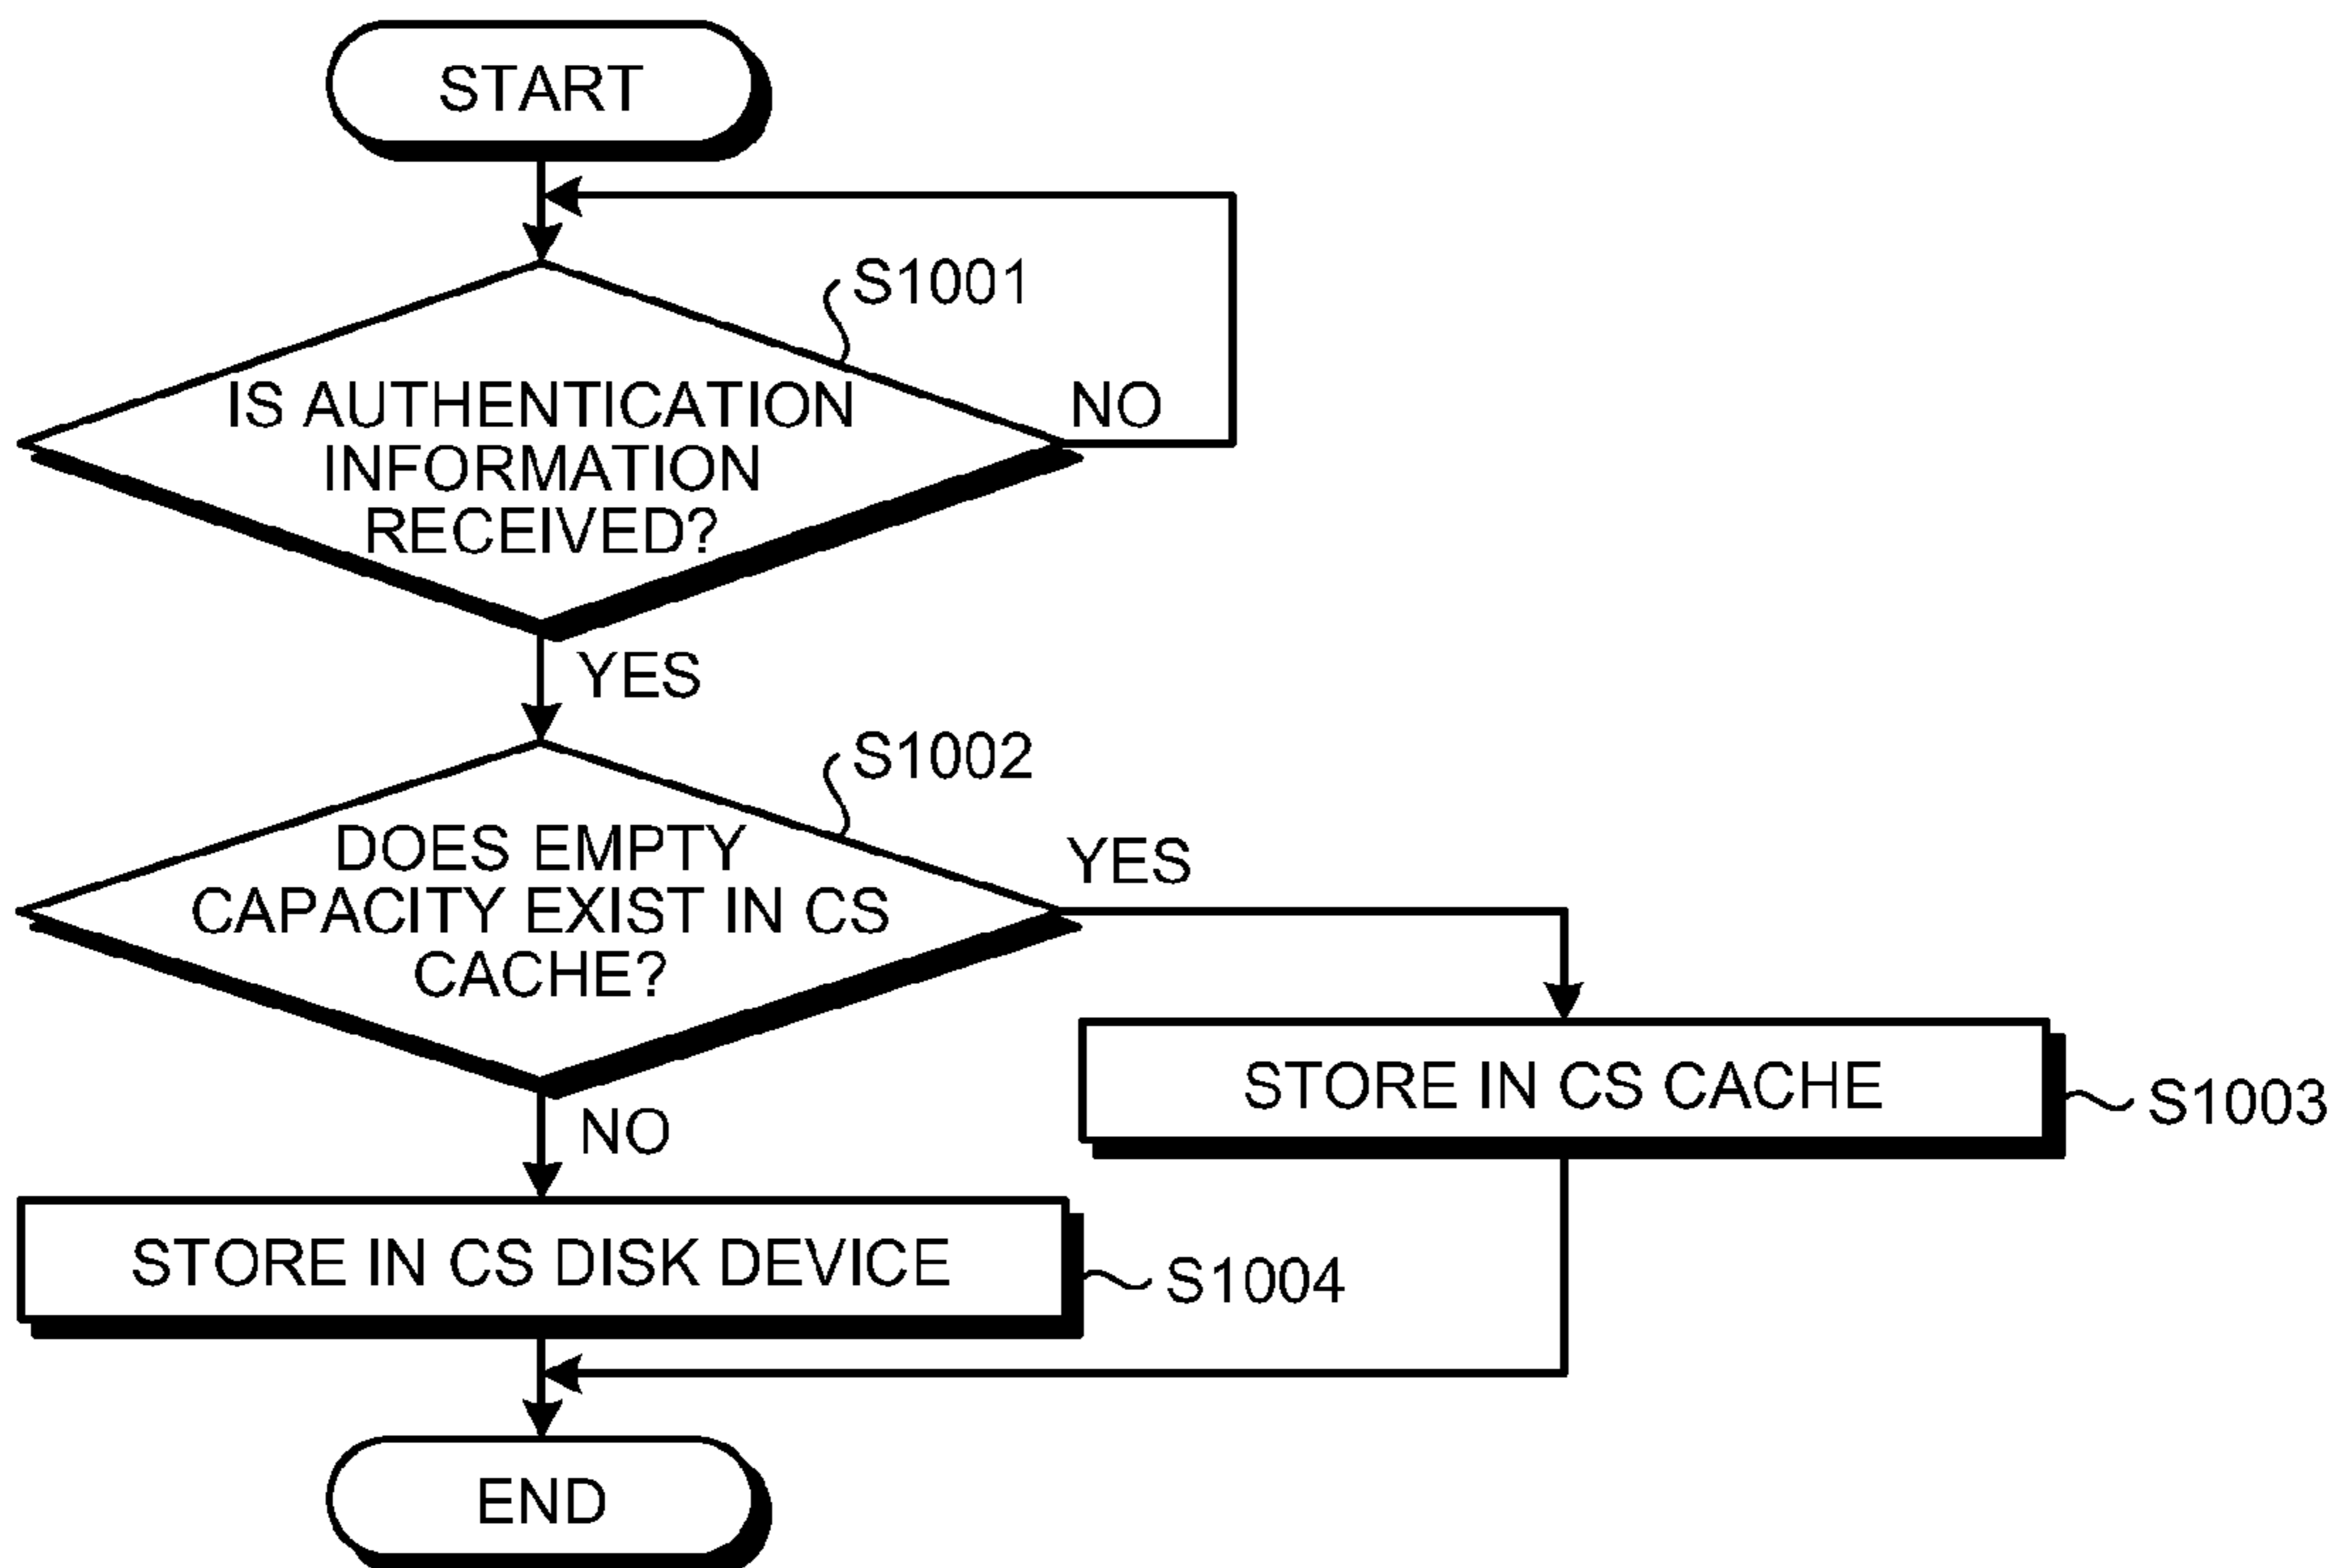 START
S1001
IS AUTHENTICATION
INFORMATION
RECEIVED?
NO
YES
S1002
DOES EMPTY
CAPACITY EXIST IN CS
CACHE?
YES
NO
STORE IN CS CACHE
S1003
STORE IN CS DISK DEVICE
S1004
END